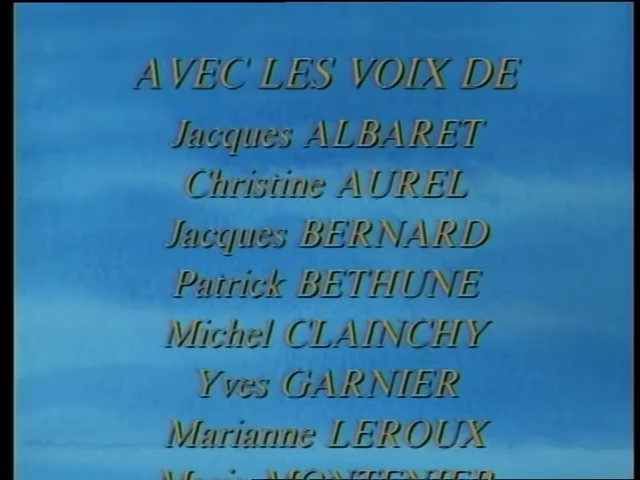 AVEC LES VOIX DE
Jacques ALBARET
Christine AUREL
Jacques BERNARD
Patrick BETHUNE
Michel CLAINCHY
Yves GARNIER
Marianne LEROUX